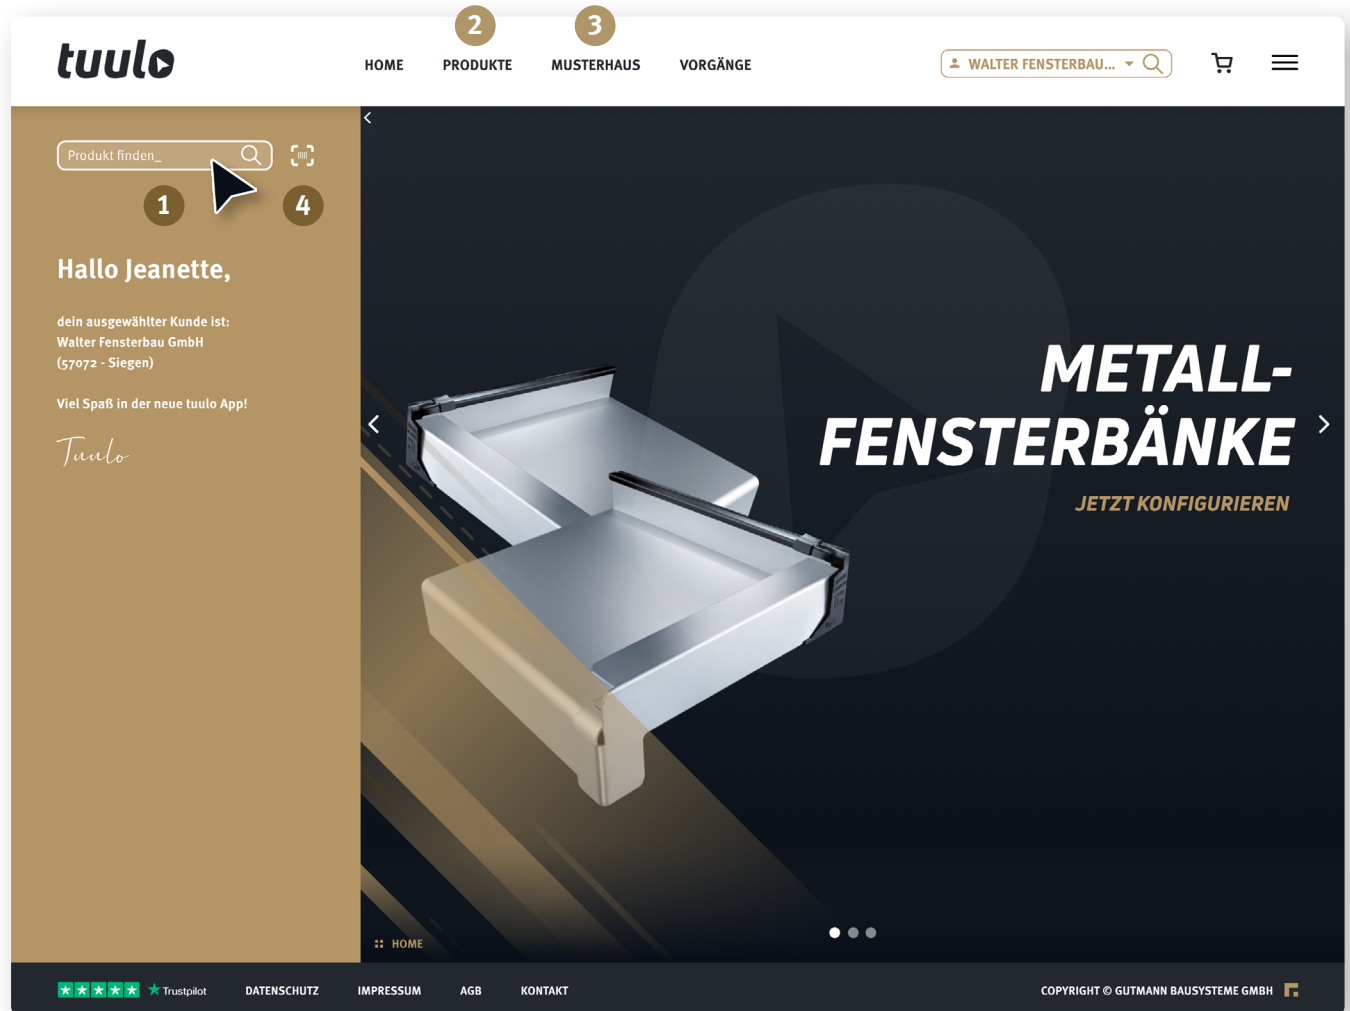 2
3
tuulo
HOME
PRODUKTE
MUSTERHAUS
VORGÄNGE
WALTER FENSTERBAU...
Produkt finden_
1
4
Hallo Jeanette,
dein ausgewählter Kunde ist:
Walter Fensterbau GmbH
(57072 - Siegen)
Viel Spaß in der neue tuulo App!
Tuulo
METALL-
FENSTERBÄNKE
JETZT KONFIGURIEREN
HOME
Trustpilot
DATENSCHUTZ
IMPRESSUM
AGB
KONTAKT
COPYRIGHT © GUTMANN BAUSYSTEME GMBH